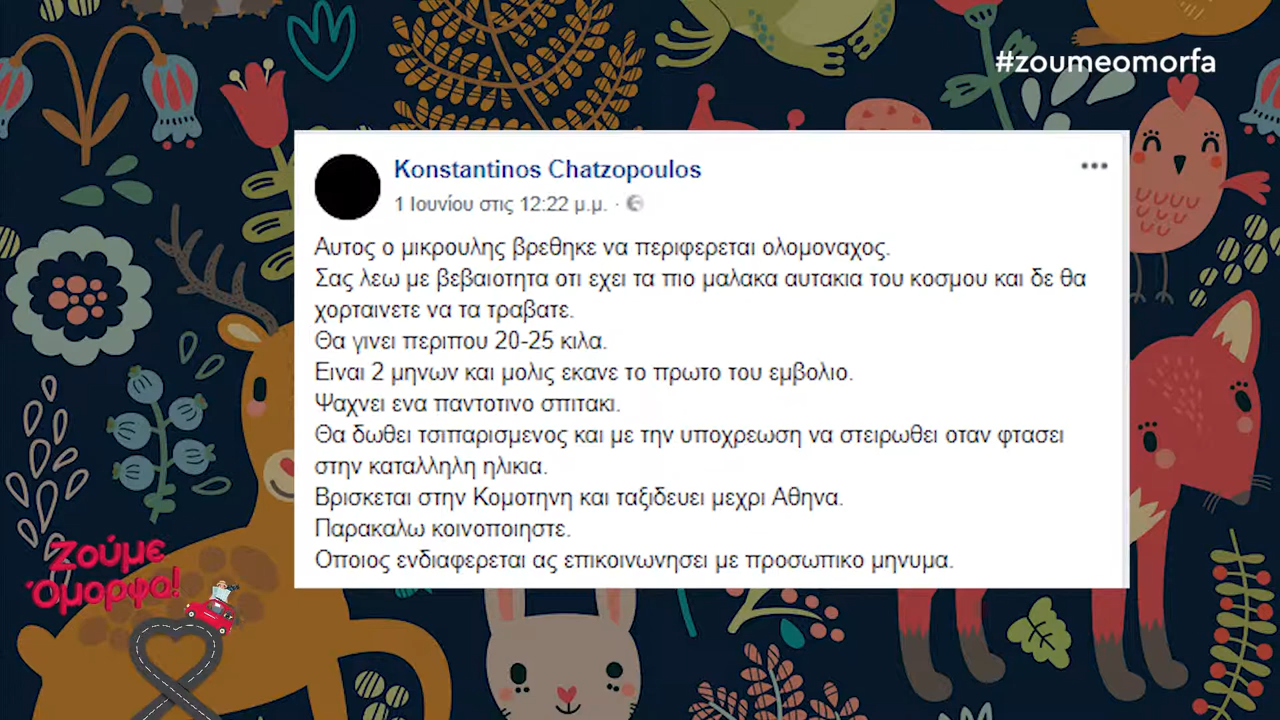 #zoumeomorfa
Konstantinos Chatzopoulos
1 Ιουνίου στις 12:22 μ.μ. ·
Αυτος ο μικρουλης βρεθηκε να περιφερεται ολομοναχος.
Σας λεω με βεβαιοτητα οτι εχει τα πιο μαλακα αυτακια του κοσμου και δε θα
χορταινετε να τα τραβατε.
Θα γινει περιπου 20-25 κιλα.
Ειναι 2 μηνων και μολις εκανε το πρωτο του εμβολιο.
Ψαχνει ενα παντοτινο σπιτακι.
Θα δωθει τσιπαρισμενος και με την υποχρεωση να στειρωθει οταν φτασει
στην καταλληλη ηλικια.
Βρισκεται στην Κομοτηνη και ταξιδευει μεχρι Αθηνα.
Παρακαλω κοινοποιηστε.
Οποιος ενδιαφερεται ας επικοινωνησει με προσωπικο μηνυμα.
Ζούμε
Όμορφα!